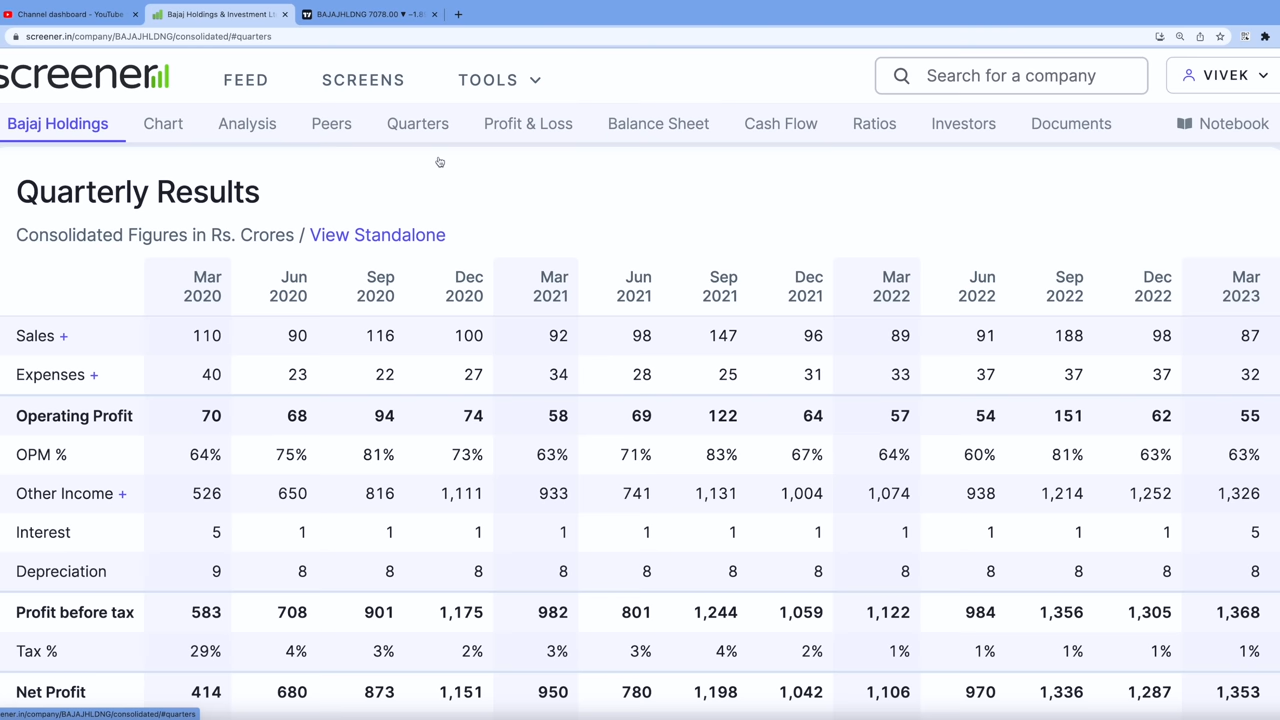 Channel dashboard - YouTube
Bajaj Holdings & Investment L
BAJAJHLDNG 7078.00 ▼ −1.8
screener.in/company/BAJAJHLDNG/consolidated/#quarters
screener
FEED SCREENS TOOLS
Search for a company
VIVEK
Bajaj Holdings Chart Analysis Peers Quarters Profit & Loss Balance Sheet Cash Flow Ratios Investors Documents Notebook
Quarterly Results
Consolidated Figures in Rs. Crores / View Standalone
Mar Jun Sep Dec Mar Jun Sep Dec Mar Jun Sep Dec Mar
2020 2020 2020 2020 2021 2021 2021 2021 2022 2022 2022 2022 2023
Sales + 110 90 116 100 92 98 147 96 89 91 188 98 87
Expenses + 40 23 22 27 34 28 25 31 33 37 37 37 32
Operating Profit 70 68 94 74 58 69 122 64 57 54 151 62 55
OPM % 64% 75% 81% 73% 63% 71% 83% 67% 64% 60% 81% 63% 63%
Other Income + 526 650 816 1,111 933 741 1,131 1,004 1,074 938 1,214 1,252 1,326
Interest 5 1 1 1 1 1 1 1 1 1 1 1 5
Depreciation 9 8 8 8 8 8 8 8 8 8 8 8 8
Profit before tax 583 708 901 1,175 982 801 1,244 1,059 1,122 984 1,356 1,305 1,368
Tax % 29% 4% 3% 2% 3% 3% 4% 2% 1% 1% 1% 1% 1%
Net Profit 414 680 873 1,151 950 780 1,198 1,042 1,106 970 1,336 1,287 1,353
ener.in/company/BAJAJHLDNG/consolidated/#quarters